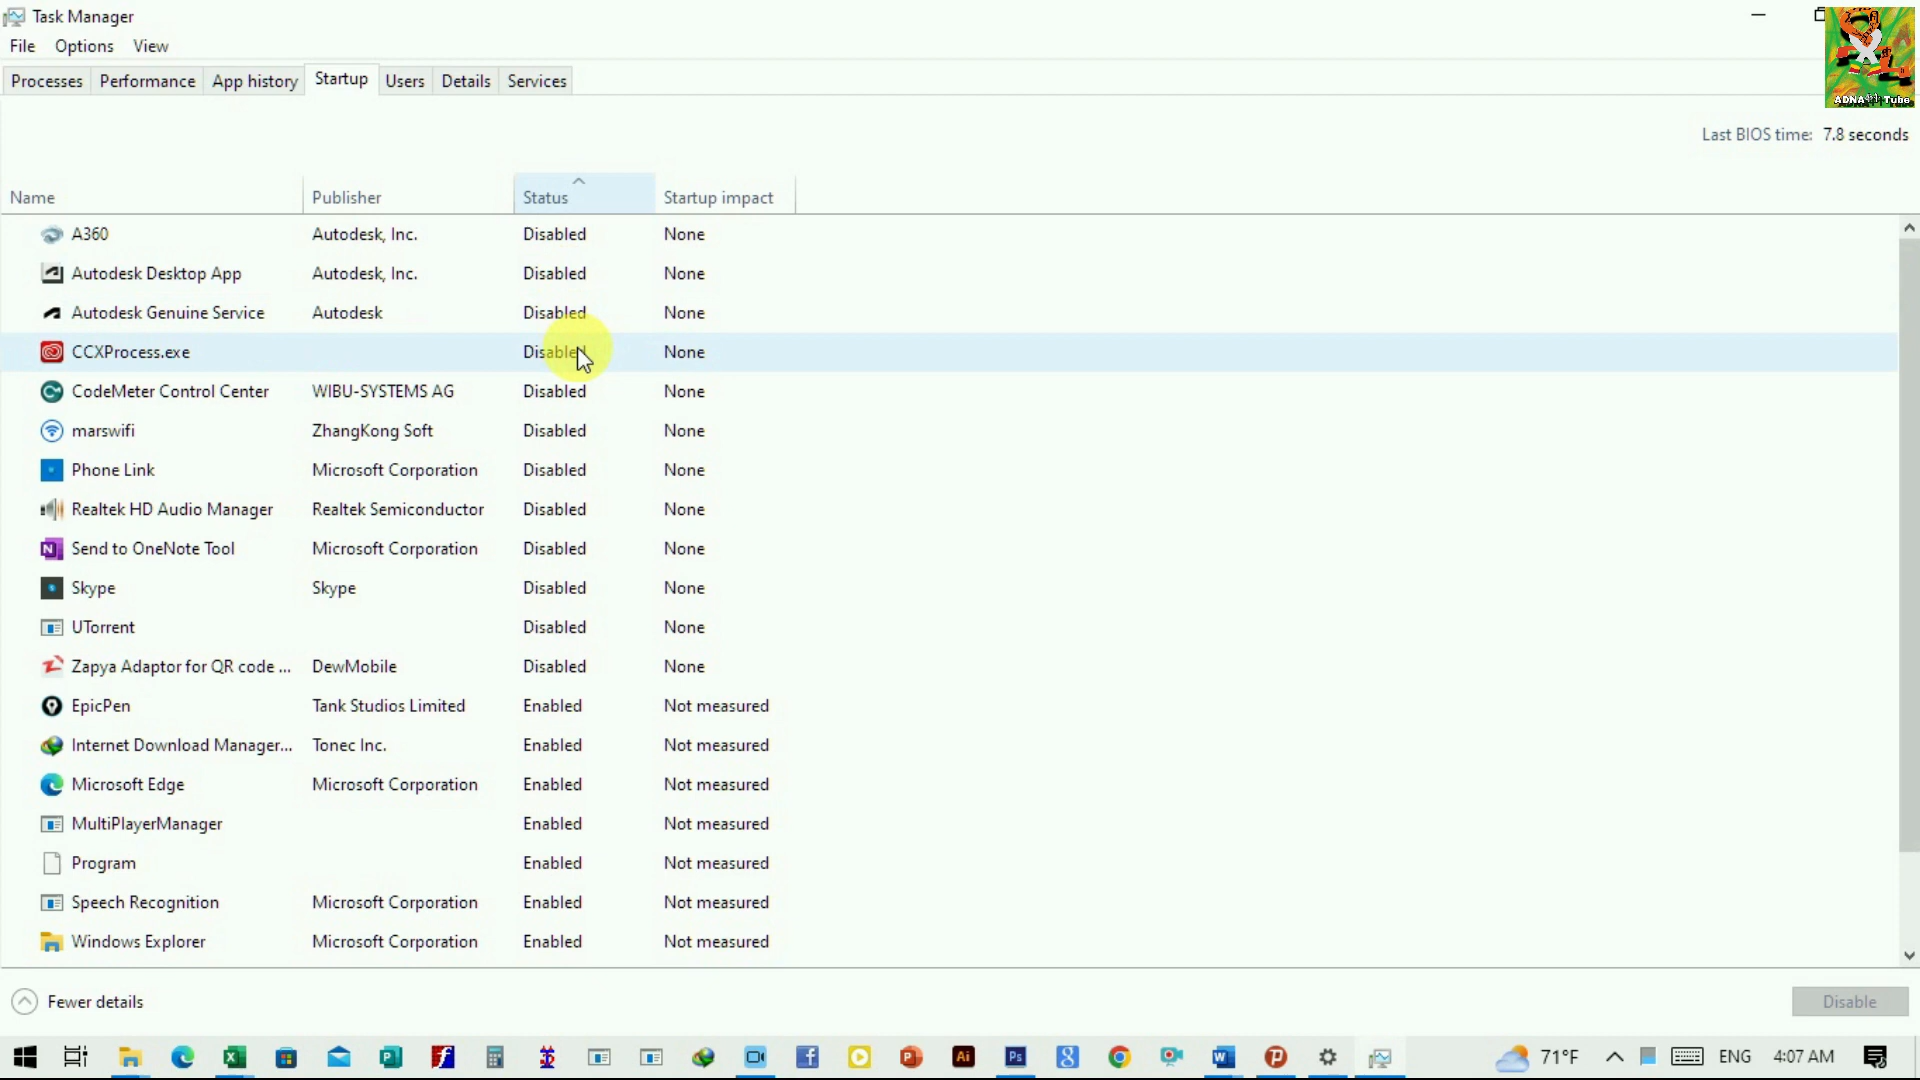 Task Manager
File Options View
Processes Performance App history Startup Users Details Services
ADNA Tube
Last BIOS time: 7.8 seconds
Name Publisher Status Startup impact
A360 Autodesk, Inc. Disabled None
Autodesk Desktop App Autodesk, Inc. Disabled None
Autodesk Genuine Service Autodesk Disabled None
CCXProcess.exe Disabled None
CodeMeter Control Center WIBU-SYSTEMS AG Disabled None
marswifi ZhangKong Soft Disabled None
Phone Link Microsoft Corporation Disabled None
Realtek HD Audio Manager Realtek Semiconductor Disabled None
Send to OneNote Tool Microsoft Corporation Disabled None
Skype Skype Disabled None
UTorrent Disabled None
Zapya Adaptor for QR code ... DewMobile Disabled None
EpicPen Tank Studios Limited Enabled Not measured
Internet Download Manager... Tonec Inc. Enabled Not measured
Microsoft Edge Microsoft Corporation Enabled Not measured
MultiPlayerManager Enabled Not measured
Program Enabled Not measured
Speech Recognition Microsoft Corporation Enabled Not measured
Windows Explorer Microsoft Corporation Enabled Not measured
Fewer details Disable
71°F ENG 4:07 AM